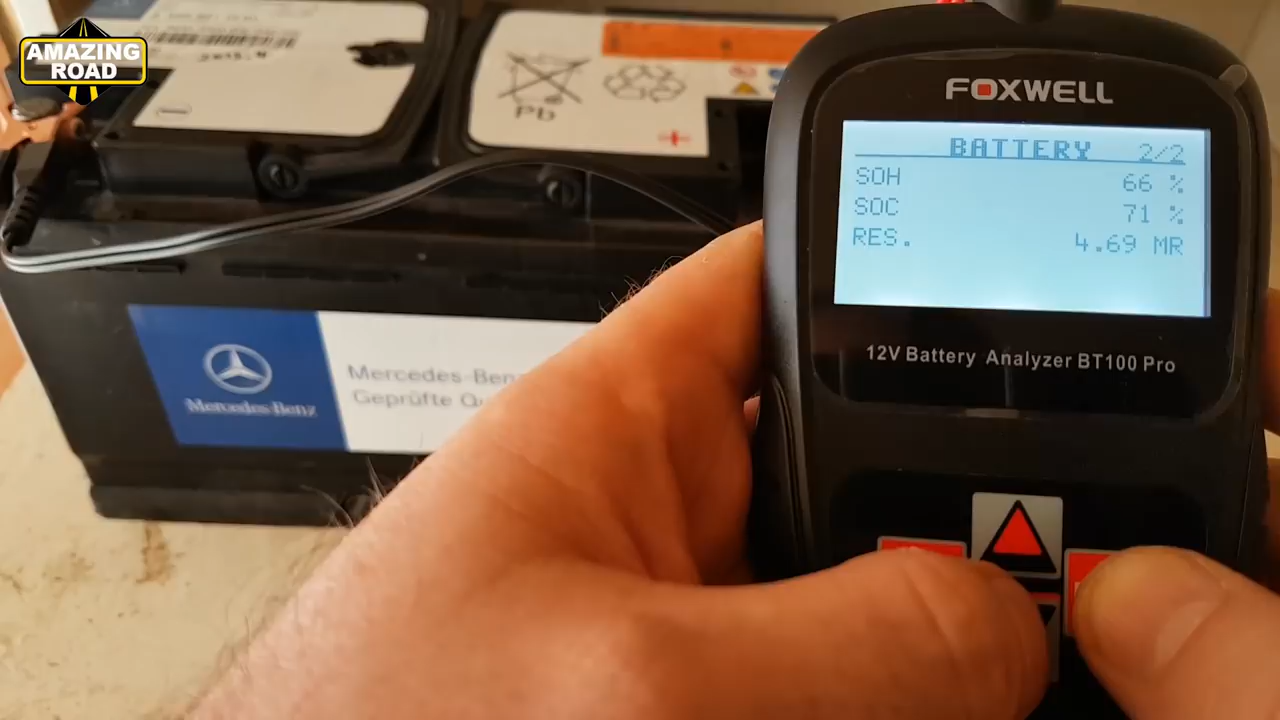 AMAZING
ROAD
Pb
FOXWELL
BATTERY 2/2
SOH 66 %
SOC 71 %
RES. 4.69 MR
12V Battery Analyzer BT100 Pro
Mercedes-Benz
Mercedes-Benz
Geprüfte